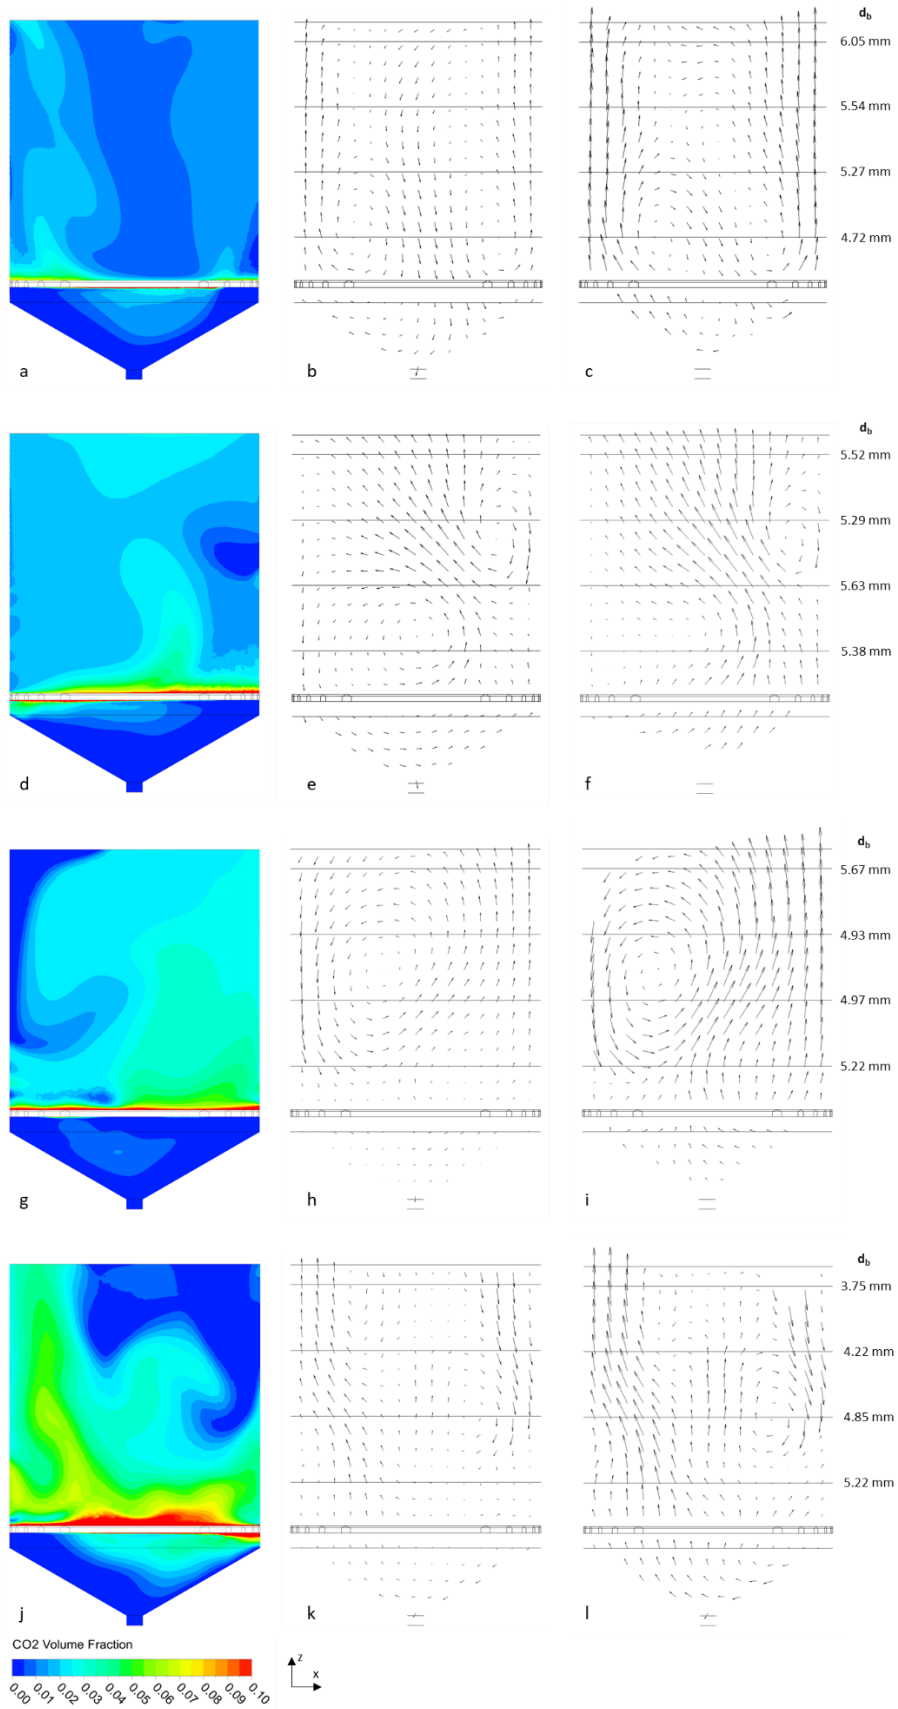 d_b
6.05 mm
5.54 mm
5.27 mm
4.72 mm
a
b
c
d_b
5.52 mm
5.29 mm
5.63 mm
5.38 mm
d
e
f
d_b
5.67 mm
4.93 mm
4.97 mm
5.22 mm
g
h
i
d_b
3.75 mm
4.22 mm
4.85 mm
5.22 mm
j
k
l
CO2 Volume Fraction
0.00 0.01 0.02 0.03 0.04 0.05 0.06 0.07 0.08 0.09 0.10
z
x